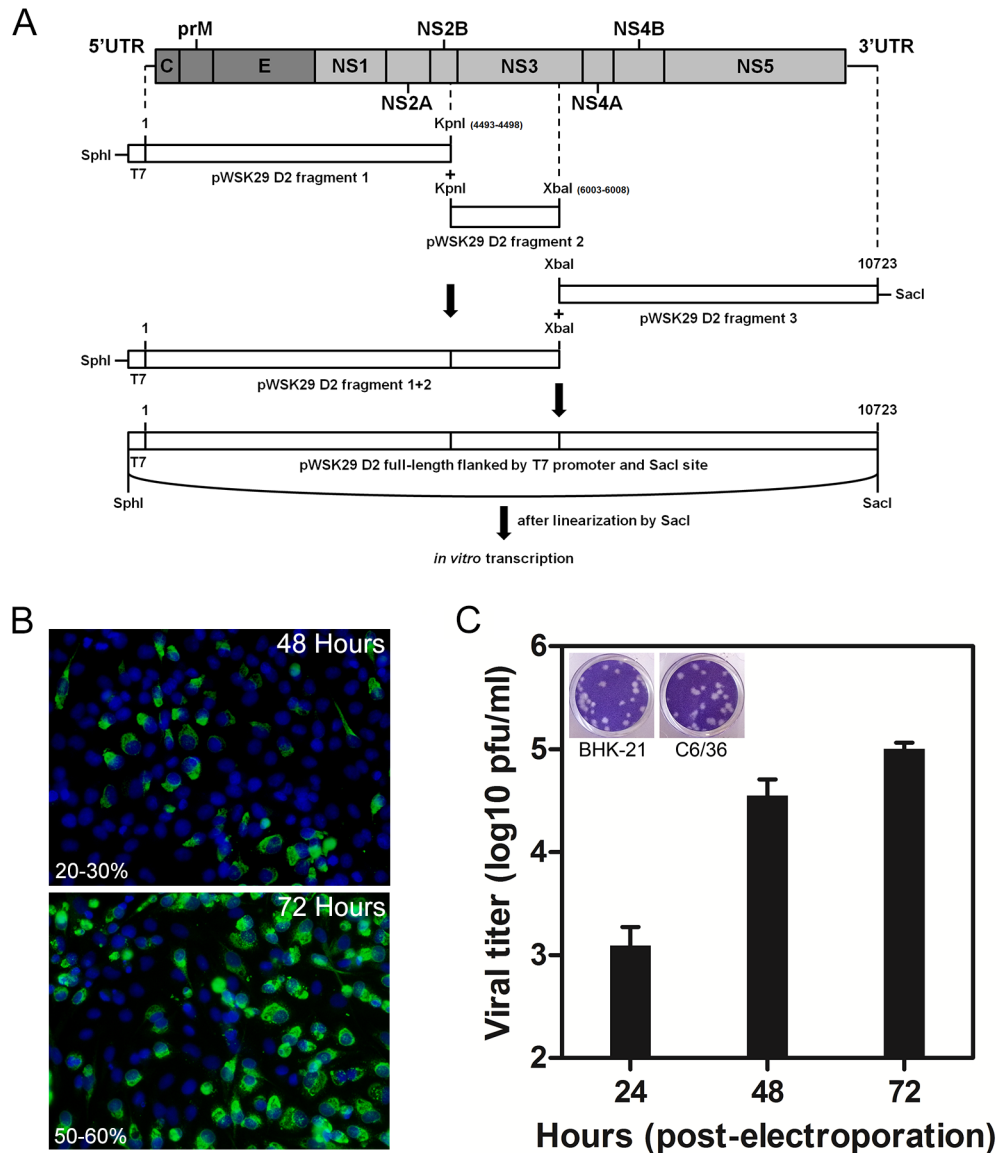 A
prM
NS2B
NS4B
5’UTR
3’UTR
C
E
NS1
NS3
NS5
NS2A
NS4A
1
KpnI (4493-4498)
SphI
T7
pWSK29 D2 fragment 1
+
KpnI
XbaI (6003-6008)
pWSK29 D2 fragment 2
XbaI
10723
SacI
pWSK29 D2 fragment 3
+
XbaI
1
SphI
T7
pWSK29 D2 fragment 1+2
1
10723
T7
pWSK29 D2 full-length flanked by T7 promoter and SacI site
SphI
SacI
after linearization by SacI
in vitro transcription
B
48 Hours
20-30%
72 Hours
50-60%
C
Viral titer (log10 pfu/ml)
6
5
4
3
2
BHK-21
C6/36
24
48
72
Hours (post-electroporation)